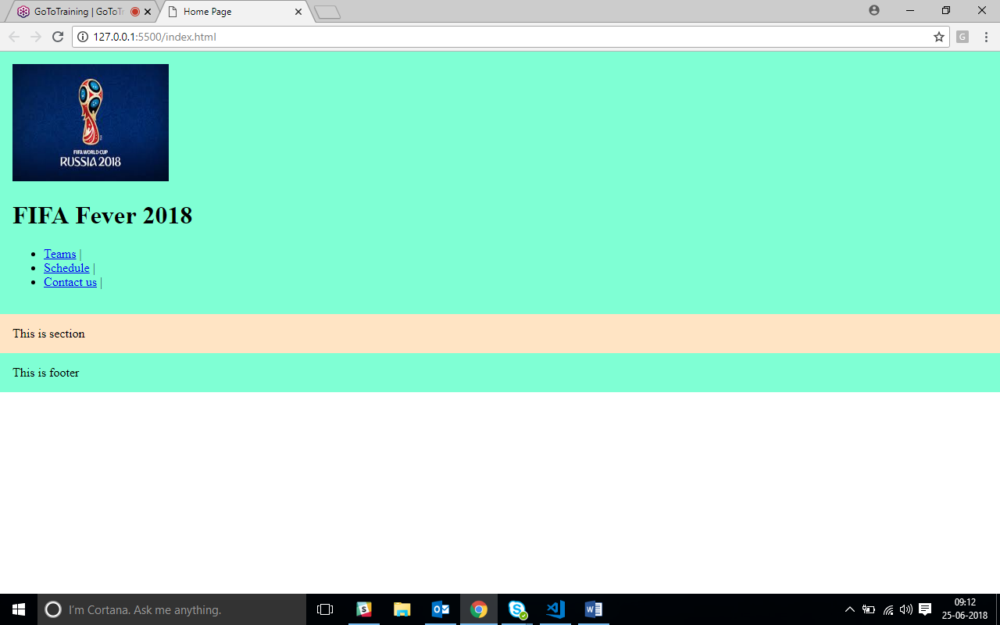 GoToTraining | GoToTr
Home Page
127.0.0.1:5500/index.html
G
FIFA WORLD CUP
RUSSIA 2018
FIFA Fever 2018
Teams |
Schedule |
Contact us |
This is section
This is footer
I'm Cortana. Ask me anything.
09:12
25-06-2018